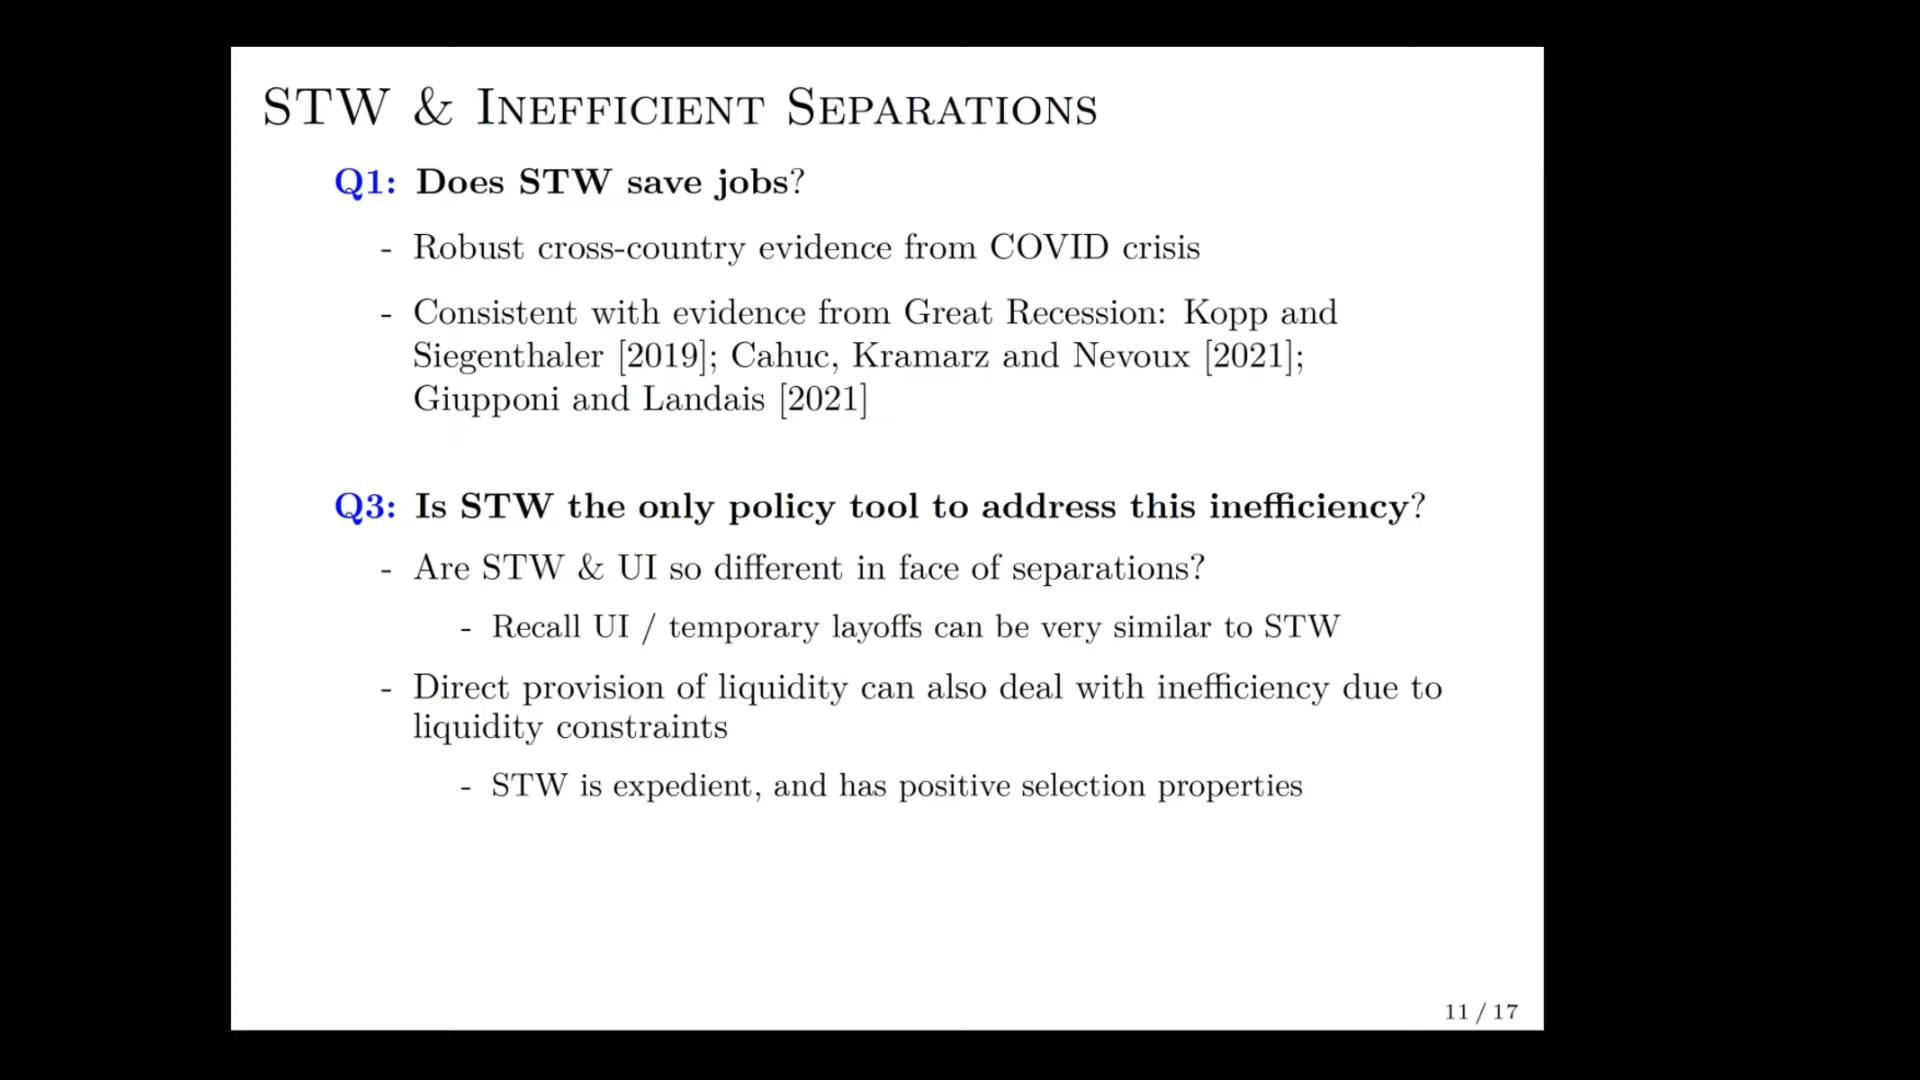 STW & Inefficient Separations
Q1: Does STW save jobs?
- Robust cross-country evidence from COVID crisis
- Consistent with evidence from Great Recession: Kopp and
Siegenthaler [2019]; Cahuc, Kramarz and Nevoux [2021];
Giupponi and Landais [2021]
Q3: Is STW the only policy tool to address this inefficiency?
- Are STW & UI so different in face of separations?
- Recall UI / temporary layoffs can be very similar to STW
- Direct provision of liquidity can also deal with inefficiency due to
liquidity constraints
- STW is expedient, and has positive selection properties
11 / 17